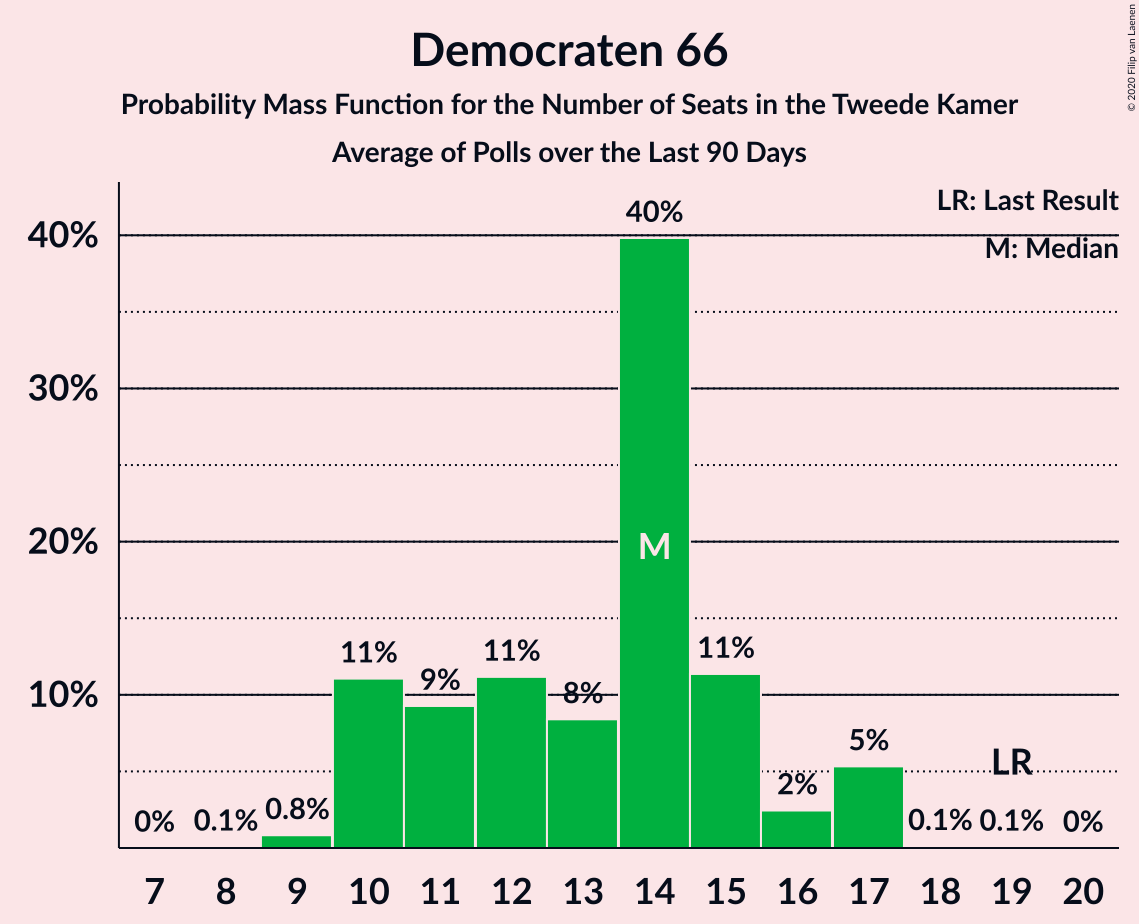 © 2020 Filip van Laenen
Democraten 66
Probability Mass Function for the Number of Seats in the Tweede Kamer
Average of Polls over the Last 90 Days
LR: Last Result
M: Median
40%
30%
20%
10%
0%
0.1%
0.8%
11%
9%
11%
8%
40%
M
11%
2%
5%
0.1%
LR
0.1%
0%
7 8 9 10 11 12 13 14 15 16 17 18 19 20